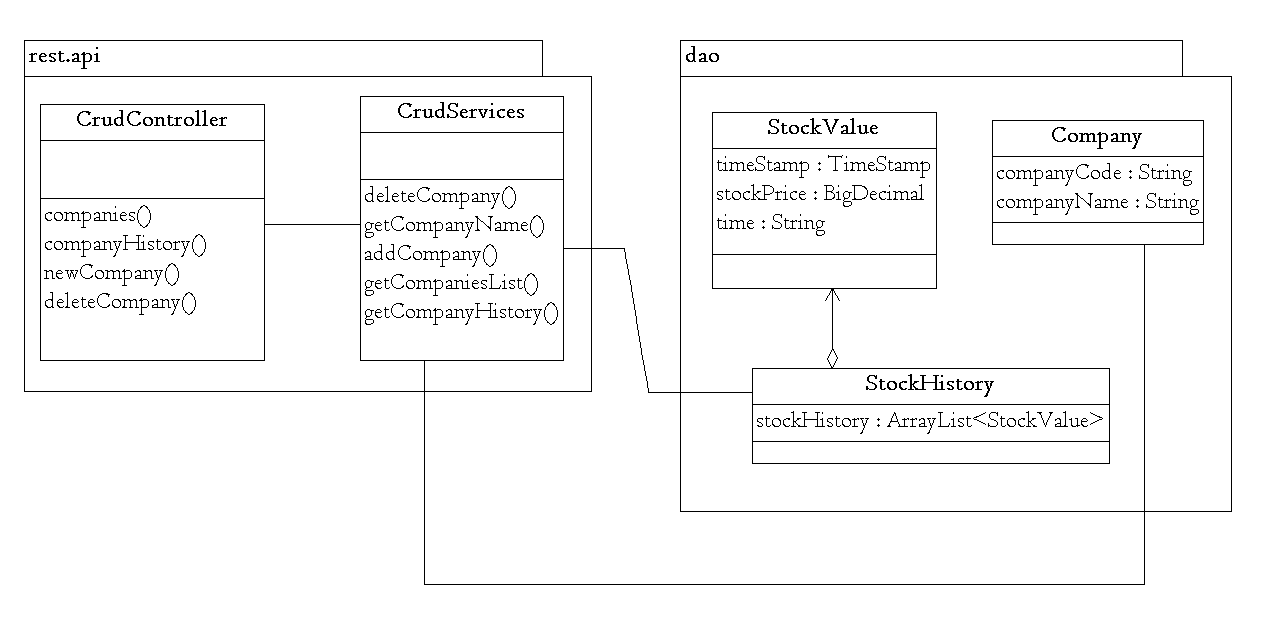 rest.api
CrudController
companies()
companyHistory()
newCompany()
deleteCompany()
CrudServices
deleteCompany()
getCompanyName()
addCompany()
getCompaniesList()
getCompanyHistory()
dao
StockValue
timeStamp : TimeStamp
stockPrice : BigDecimal
time : String
Company
companyCode : String
companyName : String
StockHistory
stockHistory : ArrayList<StockValue>